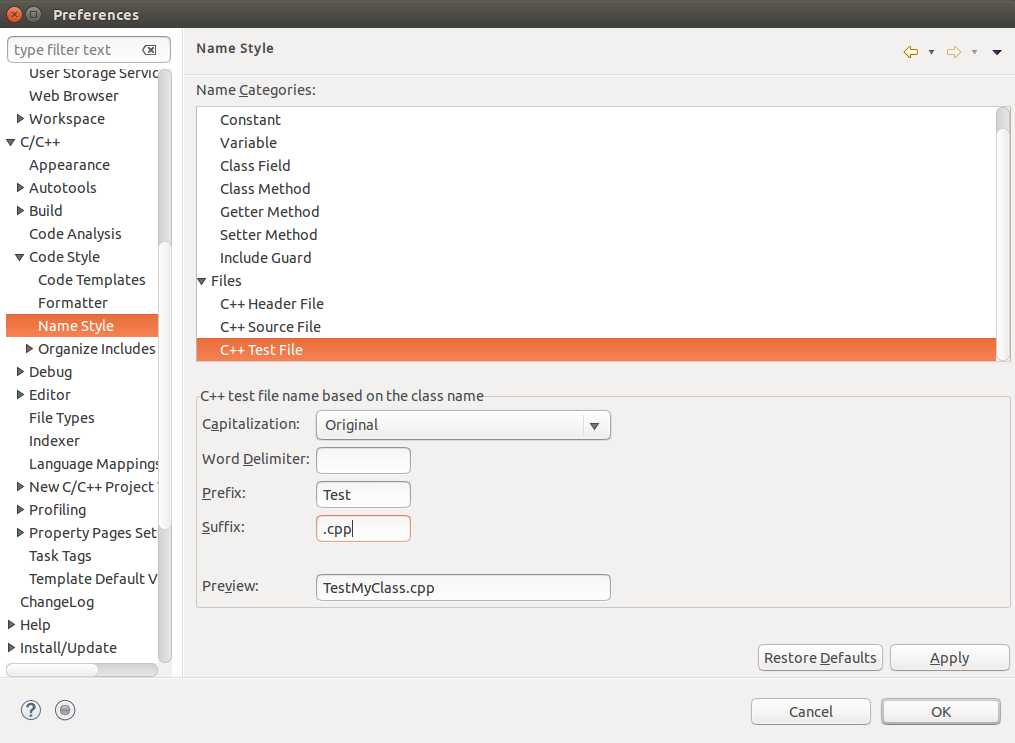 Preferences
type filter text
User Storage Servic
Web Browser
Workspace
C/C++
Appearance
Autotools
Build
Code Analysis
Code Style
Code Templates
Formatter
Name Style
Organize Includes
Debug
Editor
File Types
Indexer
Language Mappings
New C/C++ Project
Profiling
Property Pages Set
Task Tags
Template Default V
ChangeLog
Help
Install/Update
Name Style
Name Categories:
Constant
Variable
Class Field
Class Method
Getter Method
Setter Method
Include Guard
Files
C++ Header File
C++ Source File
C++ Test File
C++ test file name based on the class name
Capitalization: Original
Word Delimiter:
Prefix: Test
Suffix: .cpp
Preview: TestMyClass.cpp
Restore Defaults Apply
? Cancel OK